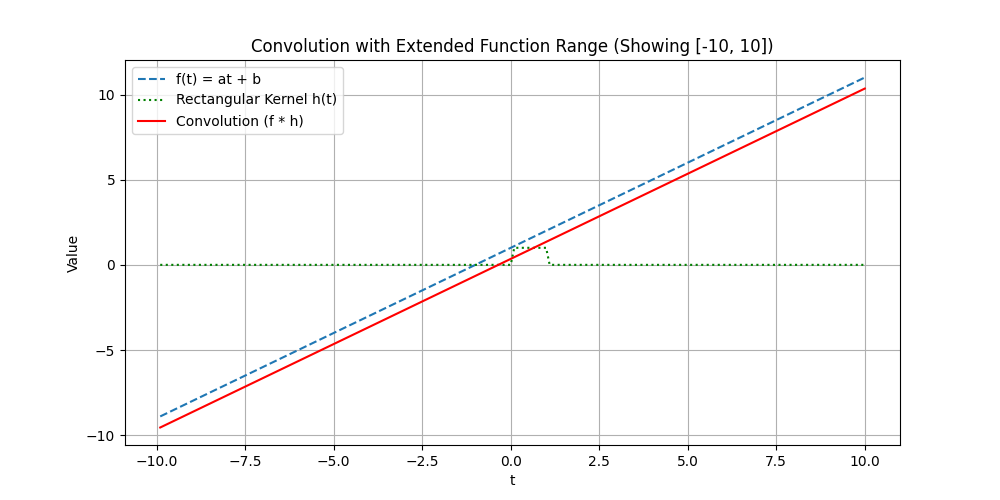 Convolution with Extended Function Range (Showing [-10, 10])
f(t) = at + b
Rectangular Kernel h(t)
Convolution (f * h)
Value
10
5
0
−5
−10
−10.0 −7.5 −5.0 −2.5 0.0 2.5 5.0 7.5 10.0
t